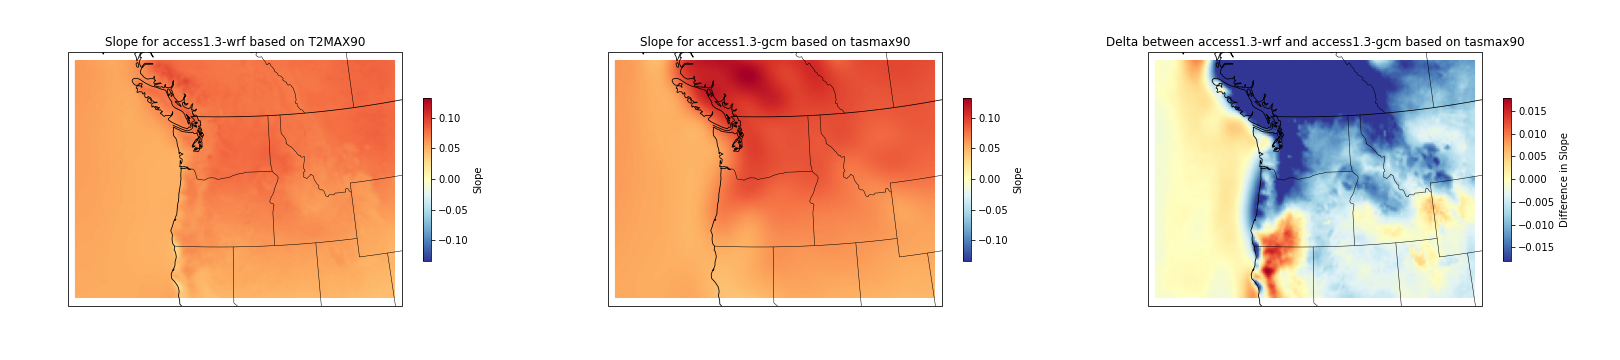 Slope for access1.3-wrf based on T2MAX90
0.10
0.05
0.00
−0.05
−0.10
Slope
Slope for access1.3-gcm based on tasmax90
0.10
0.05
0.00
−0.05
−0.10
Slope
Delta between access1.3-wrf and access1.3-gcm based on tasmax90
0.015
0.010
0.005
0.000
−0.005
−0.010
−0.015
Difference in Slope